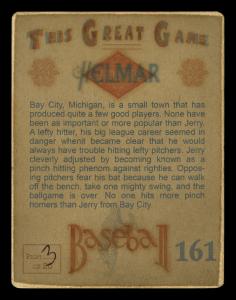 This Great Game
HELMAR
Bay City, Michigan, is a small town that has
produced quite a few good players. None have
been as important or more popular than Jerry.
A lefty hitter, his big league career seemed in
danger when it became clear that he would
always have trouble hitting lefty pitchers. Jerry
cleverly adjusted by becoming known as a
pinch hitting phenom against righties. Oppos-
ing pitchers fear his bat because he can walk
off the bench, take one mighty swing, and the
ballgame is over. No one hits more pinch
homers than Jerry from Bay City.
Baseball
161
3